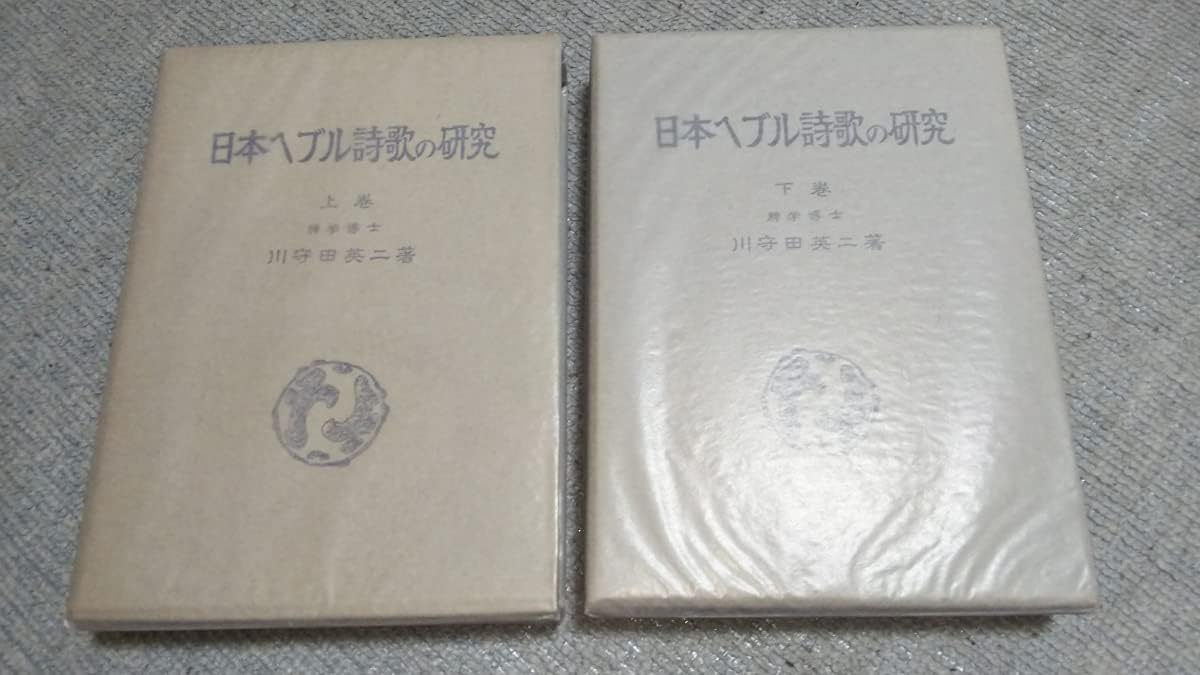 日本ヘブル詩歌の研究
上巻
神学博士
川守田英二著
日本ヘブル詩歌の研究
下巻
神学博士
川守田英二著